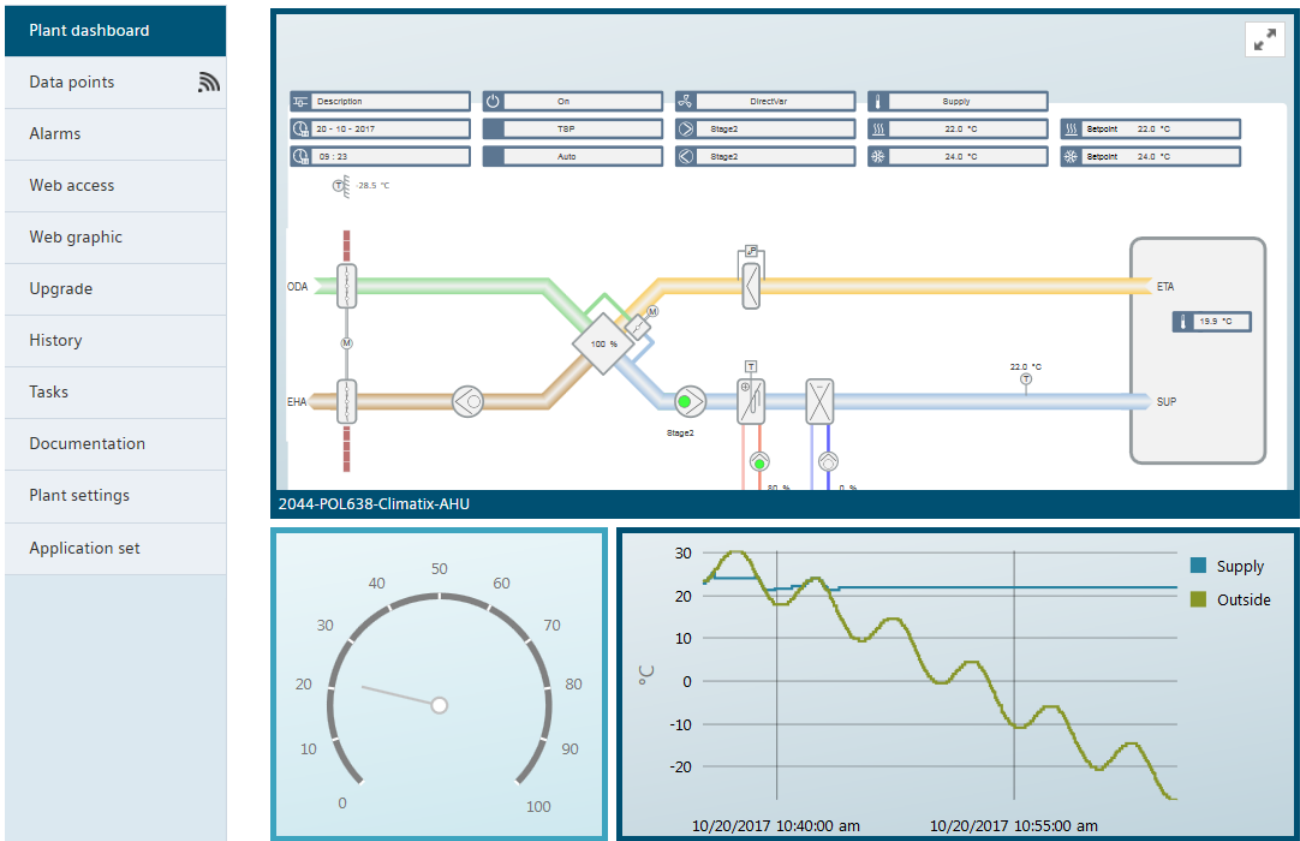 Plant dashboard
Data points
Alarms
Web access
Web graphic
Upgrade
History
Tasks
Documentation
Plant settings
Application set
Description
On
DirectVar
Supply
20 - 10 - 2017
TSP
Stage2
22.0 °C
Setpoint 22.0 °C
09 : 23
Auto
Stage2
24.0 °C
Setpoint 24.0 °C
T
-28.5 °C
P
ODA
ETA
M
19.9 °C
M
100 %
T
22.0 °C
T
EHA
SUP
Stage2
80 %
0 %
2044-POL638-Climatix-AHU
0
10
20
30
40
50
60
70
80
90
100
30
20
10
0
-10
-20
°C
Supply
Outside
10/20/2017 10:40:00 am
10/20/2017 10:55:00 am